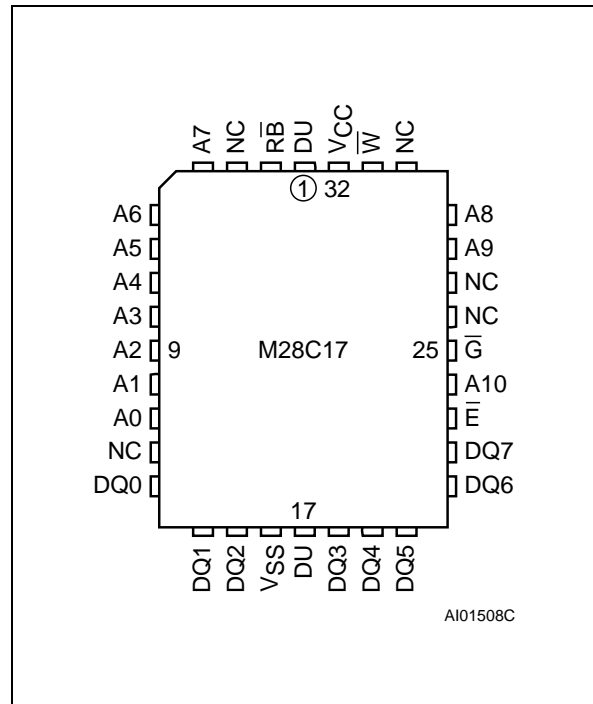 A7 NC R̅B̅ DU VCC W̅ NC
1 32
A6 A8
A5 A9
A4 NC
A3 NC
A2 9 M28C17 25 G̅
A1 A10
A0 E̅
NC DQ7
DQ0 DQ6
17
DQ1 DQ2 VSS DU DQ3 DQ4 DQ5
AI01508C